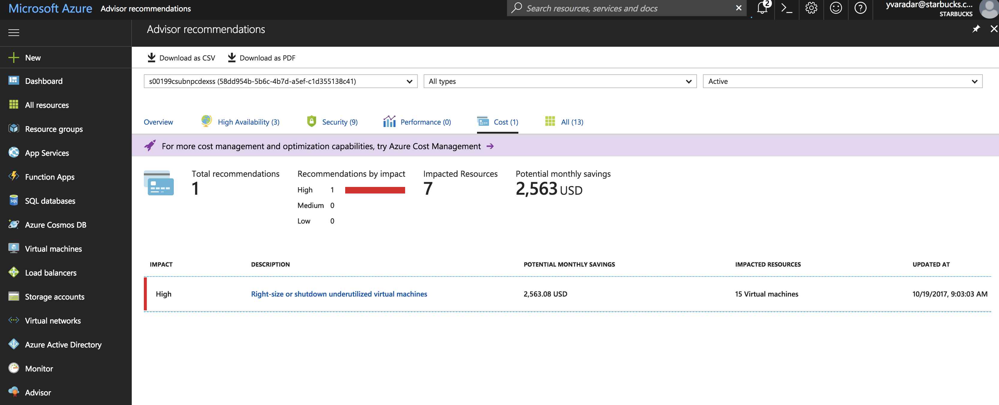 Microsoft Azure Advisor recommendations
Search resources, services and docs
2
yvaradar@starbucks.c...
STARBUCKS
Advisor recommendations
New
Dashboard
All resources
Resource groups
App Services
Function Apps
SQL databases
Azure Cosmos DB
Virtual machines
Load balancers
Storage accounts
Virtual networks
Azure Active Directory
Monitor
Advisor
Download as CSV Download as PDF
s00199csubnpcdexss (58dd954b-5b6c-4b7d-a5ef-c1d355138c41) All types Active
Overview High Availability (3) Security (9) Performance (0) Cost (1) All (13)
For more cost management and optimization capabilities, try Azure Cost Management
Total recommendations
1
Recommendations by impact
High 1
Medium 0
Low 0
Impacted Resources
7
Potential monthly savings
2,563 USD
IMPACT DESCRIPTION POTENTIAL MONTHLY SAVINGS IMPACTED RESOURCES UPDATED AT
High Right-size or shutdown underutilized virtual machines 2,563.08 USD 15 Virtual machines 10/19/2017, 9:03:03 AM